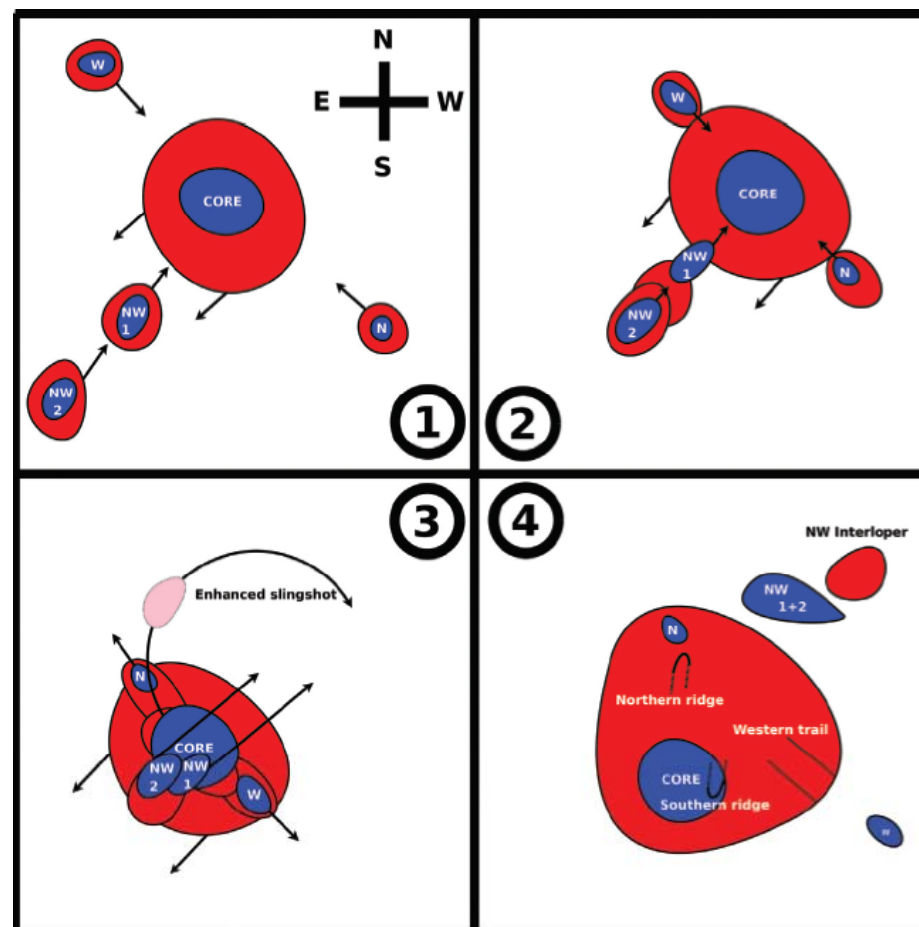 N
W
E
W
S
CORE
NW
1
N
NW
2
1
W
CORE
NW
1
N
NW
2
2
3
Enhanced slingshot
N
CORE
NW
2
NW
1
W
4
NW Interloper
NW
1+2
N
Northern ridge
Western trail
CORE
Southern ridge
W